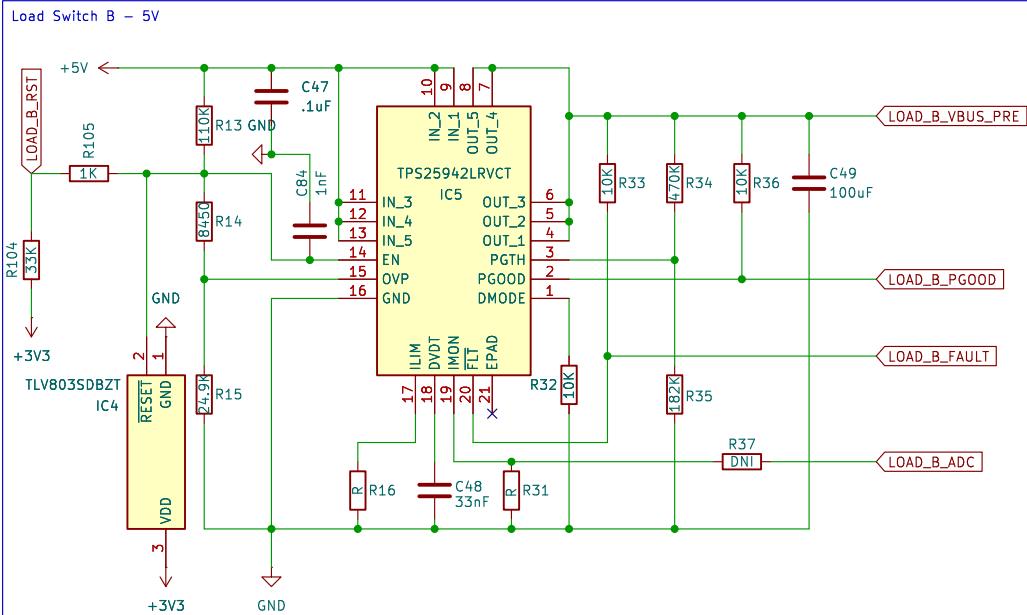 Load Switch B - 5V
+5V
LOAD_B_RST
R105
1K
R104
33K
+3V3
110K
R13
GND
C47
.1uF
C84
1nF
8450
R14
24.9K
R15
GND
TLV803SDBZT
IC4
2
1
RESET
GND
VDD
3
+3V3
GND
10
9
8
7
IN_2
IN_1
OUT_5
OUT_4
TPS25942LRVCT
IC5
11
IN_3
12
IN_4
13
IN_5
14
EN
15
OVP
16
GND
OUT_3
6
OUT_2
5
OUT_1
4
PGTH
3
PGOOD
2
DMODE
1
ILIM
DVDT
IMON
FLT
EPAD
17
18
19
20
21
R
R16
C48
33nF
R
R31
R32
10K
10K
R33
470K
R34
10K
R36
C49
100uF
182K
R35
R37
DNI
LOAD_B_VBUS_PRE
LOAD_B_PGOOD
LOAD_B_FAULT
LOAD_B_ADC